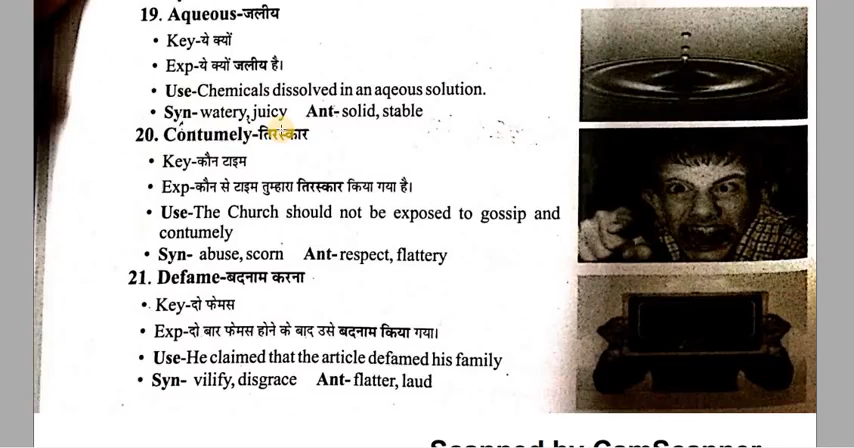 19. Aqueous-जलीय
• Key-ये क्यों
• Exp-ये क्यों जलीय है।
• Use-Chemicals dissolved in an aqeous solution.
• Syn- watery, juicy Ant- solid, stable
20. Contumely-तिरस्कार
• Key-कौन टाइम
• Exp-कौन से टाइम तुम्हारा तिरस्कार किया गया है।
• Use-The Church should not be exposed to gossip and
contumely
• Syn- abuse, scorn Ant- respect, flattery
21. Defame-बदनाम करना
• Key-दो फेमस
• Exp-दो बार फेमस होने के बाद उसे बदनाम किया गया।
• Use-He claimed that the article defamed his family
• Syn- vilify, disgrace Ant- flatter, laud
Scanned by CamScanner